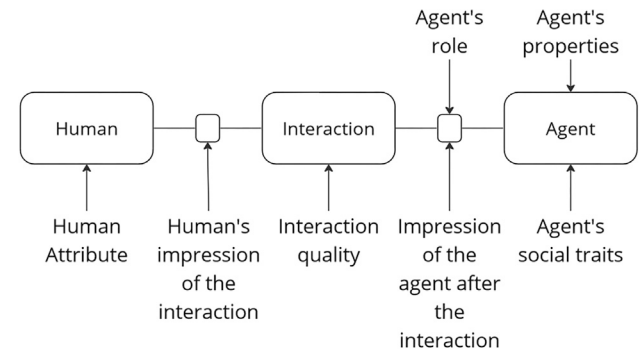 Agent's
role
Agent's
properties
Human
Interaction
Agent
Human
Attribute
Human's
impression
of the
interaction
Interaction
quality
Impression
of the
agent after
the
interaction
Agent's
social traits